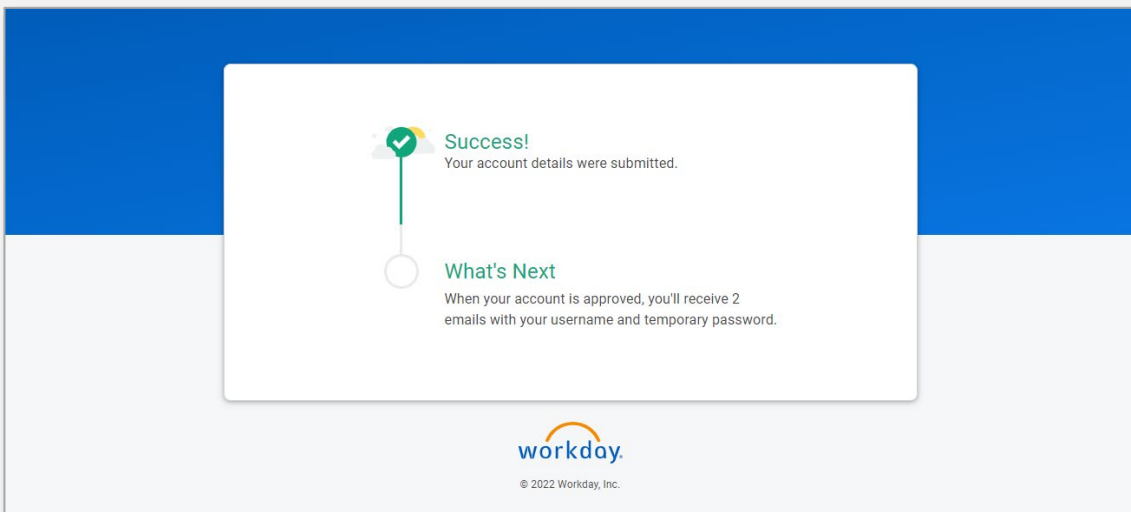 Success!
Your account details were submitted.
What's Next
When your account is approved, you'll receive 2
emails with your username and temporary password.
workday.
© 2022 Workday, Inc.